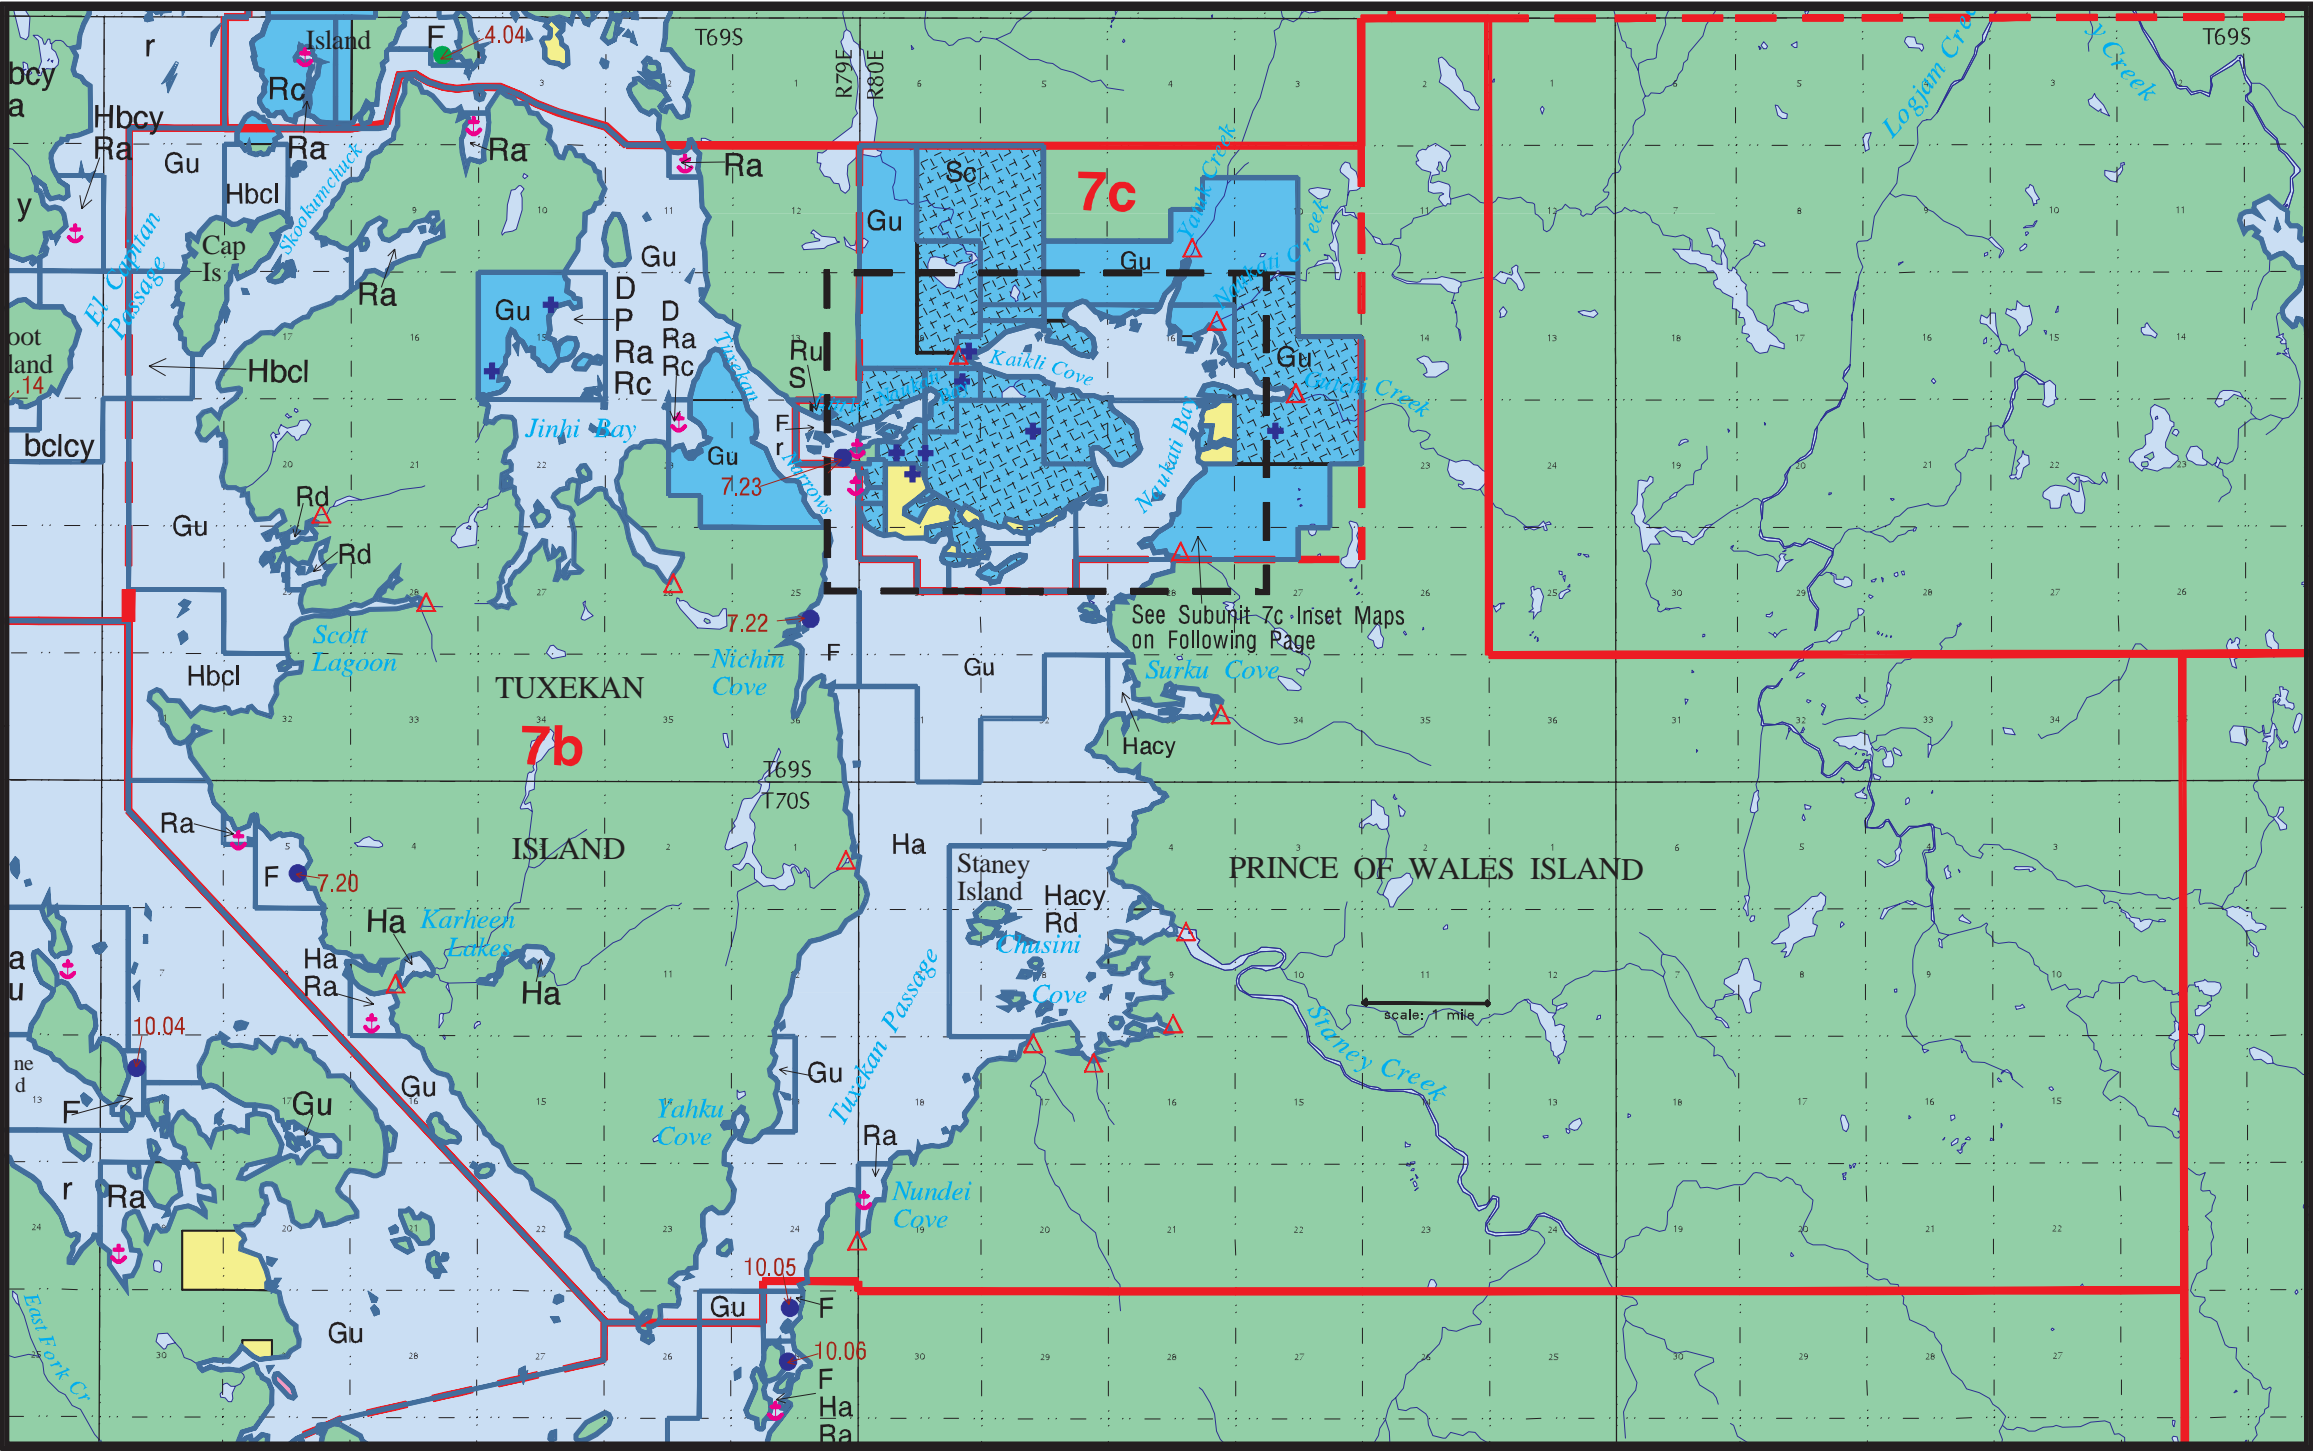 r
Island
F
4.04
T69S
R79E
R80E
Logjam
y Creek
T69S
bcy
a
Rc
Hbcy
Ra
Ra
Ra
Ra
Gu
Hbcl
Skookumchuck
y
El Capitan
Passage
Cap
Is
Ra
Gu
Gu
Sc
7c
Yatuk Creek
Naukati Creek
Gu
Gu
D
P
Ra
Rc
D
Ra
Rc
Tuxekan
Narrows
Ru
S
Kaikli Cove
Gu
Gutchi Creek
oot
land
.14
Hbcl
bclcy
Jinhi Bay
Gu
F
r
7.23
Naukati Bay
Gu
Rd
Rd
See Subunit 7c Inset Maps
on Following Page
7.22
F
Nichin
Cove
Gu
Surku Cove
Hacy
Scott
Lagoon
Hbcl
TUXEKAN
7b
T69S
T70S
Ra
F
7.20
ISLAND
Ha
Staney
Island
Hacy
Rd
PRINCE OF WALES ISLAND
Chusini
Cove
Ha
Karheen
Lakes
Ha
Ra
Ha
a
u
10.04
scale: 1 mile
Staney Creek
Tuxekan Passage
ne
d
F
Gu
Gu
Gu
Yahku
Cove
Ra
r
Ra
Nundei
Cove
10.05
F
Gu
East Fork Cr
Gu
10.06
F
Ha
Ra